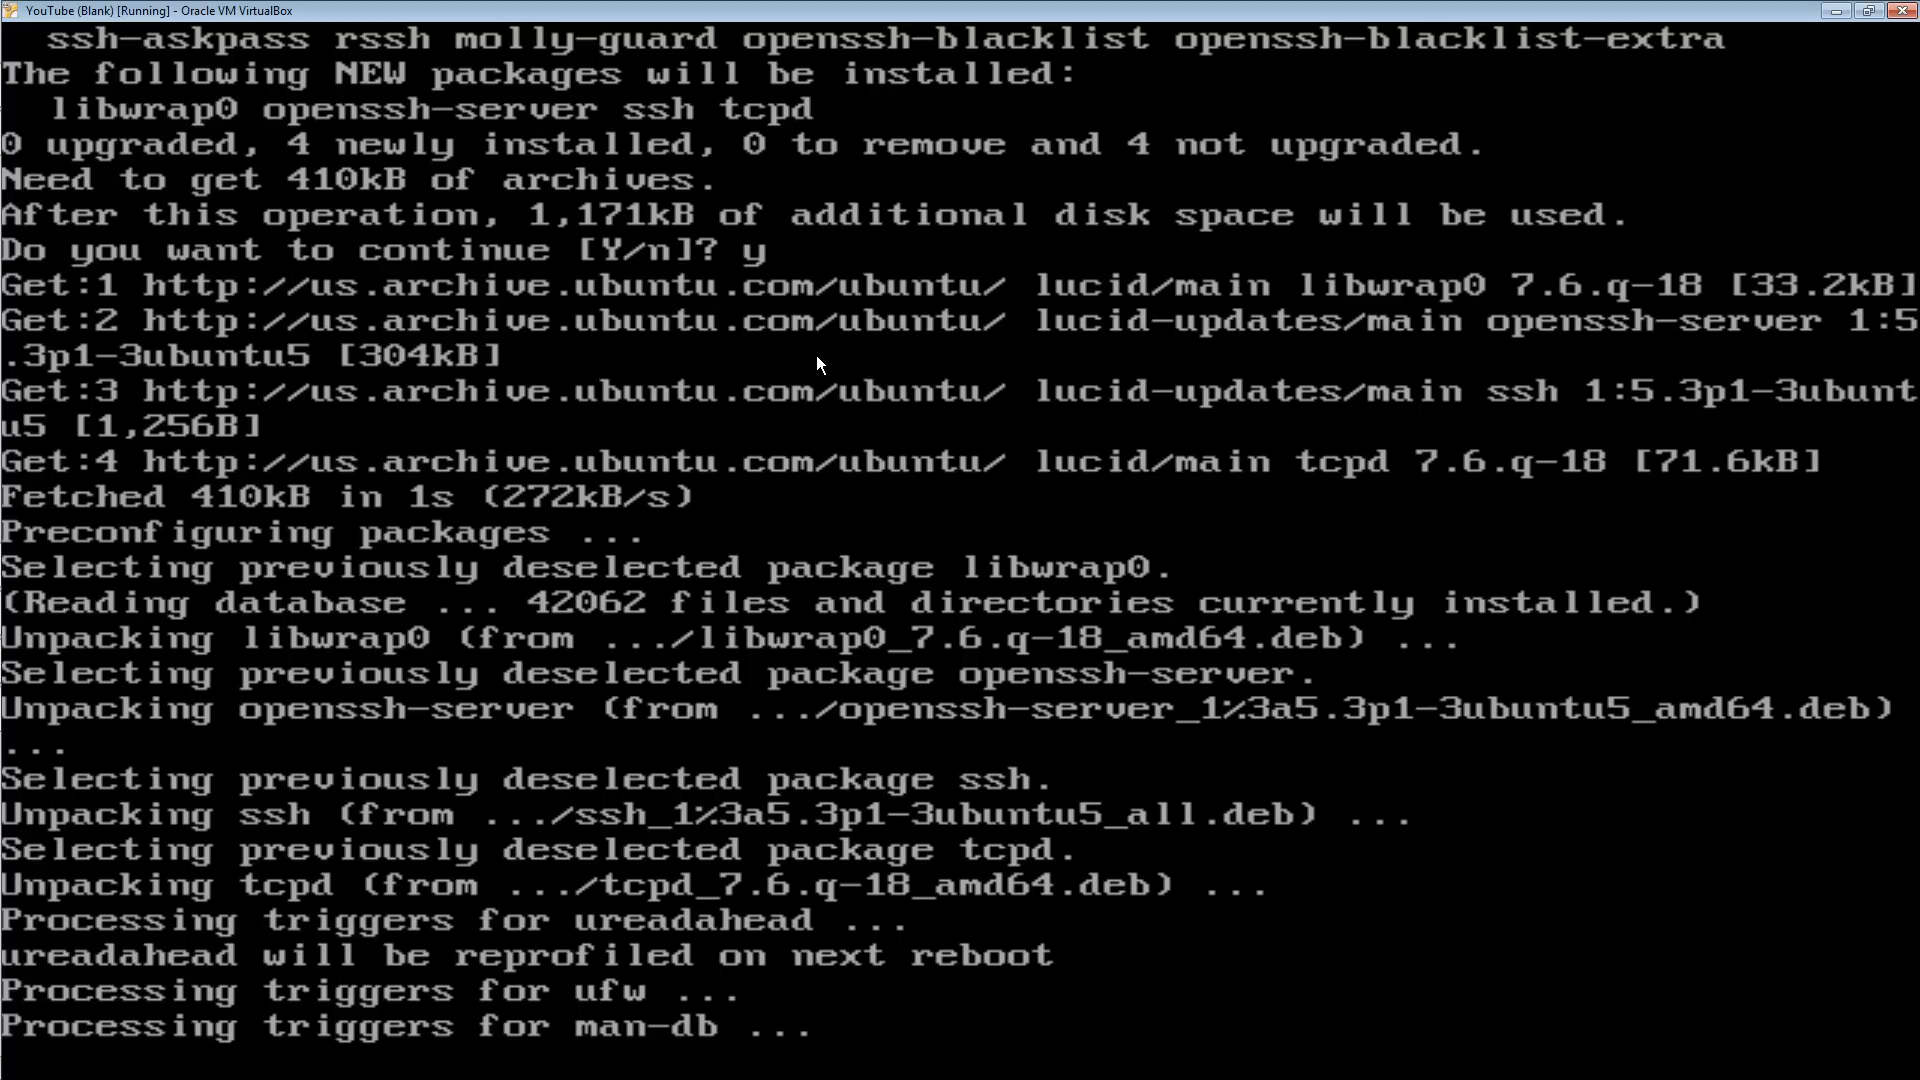 YouTube (Blank) [Running] - Oracle VM VirtualBox
ssh-askpass rssh molly-guard openssh-blacklist openssh-blacklist-extra
The following NEW packages will be installed:
libwrap0 openssh-server ssh tcpd
0 upgraded, 4 newly installed, 0 to remove and 4 not upgraded.
Need to get 410kB of archives.
After this operation, 1,171kB of additional disk space will be used.
Do you want to continue [Y/n]? y
Get:1 http://us.archive.ubuntu.com/ubuntu/ lucid/main libwrap0 7.6.q-18 [33.2kB]
Get:2 http://us.archive.ubuntu.com/ubuntu/ lucid-updates/main openssh-server 1:5
.3p1-3ubuntu5 [304kB]
Get:3 http://us.archive.ubuntu.com/ubuntu/ lucid-updates/main ssh 1:5.3p1-3ubunt
u5 [1,256B]
Get:4 http://us.archive.ubuntu.com/ubuntu/ lucid/main tcpd 7.6.q-18 [71.6kB]
Fetched 410kB in 1s (272kB/s)
Preconfiguring packages ...
Selecting previously deselected package libwrap0.
(Reading database ... 42062 files and directories currently installed.)
Unpacking libwrap0 (from .../libwrap0_7.6.q-18_amd64.deb) ...
Selecting previously deselected package openssh-server.
Unpacking openssh-server (from .../openssh-server_1%3a5.3p1-3ubuntu5_amd64.deb)
...
Selecting previously deselected package ssh.
Unpacking ssh (from .../ssh_1%3a5.3p1-3ubuntu5_all.deb) ...
Selecting previously deselected package tcpd.
Unpacking tcpd (from .../tcpd_7.6.q-18_amd64.deb) ...
Processing triggers for ureadahead ...
ureadahead will be reprofiled on next reboot
Processing triggers for ufw ...
Processing triggers for man-db ...